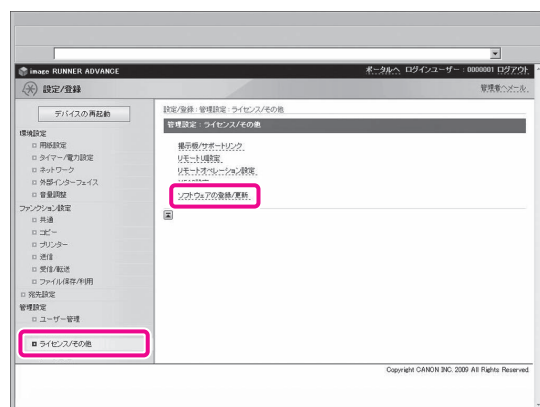 image RUNNER ADVANCE
ポータルへ ログインユーザー : 0000001 ログアウト
設定/登録
管理者へメール
デバイスの再起動
環境設定
用紙設定
タイマー/電力設定
ネットワーク
外部インターフェイス
音量調整
ファンクション設定
共通
コピー
プリンター
送信
受信/転送
ファイル保存/利用
宛先設定
管理設定
ユーザー管理
ライセンス/その他
設定/登録 : 管理設定 : ライセンス/その他
管理設定 : ライセンス/その他
掲示板/サポートリンク
リモートUI設定
リモートオペレーション設定
ソフトウェアの登録/更新
Copyright CANON INC. 2009 All Rights Reserved